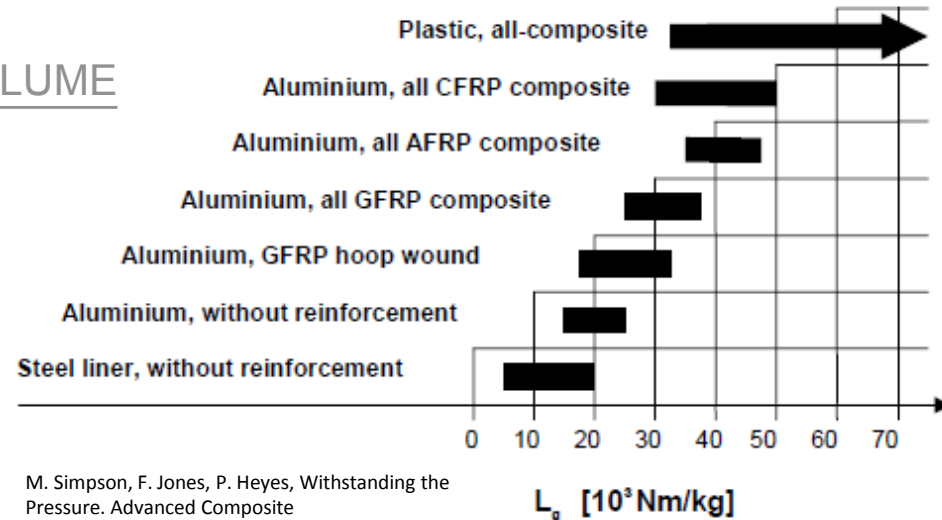 Plastic, all-composite
LUME
Aluminium, all CFRP composite
Aluminium, all AFRP composite
Aluminium, all GFRP composite
Aluminium, GFRP hoop wound
Aluminium, without reinforcement
Steel liner, without reinforcement
0 10 20 30 40 50 60 70
M. Simpson, F. Jones, P. Heyes, Withstanding the
Pressure. Advanced Composite
Lg [10³ Nm/kg]